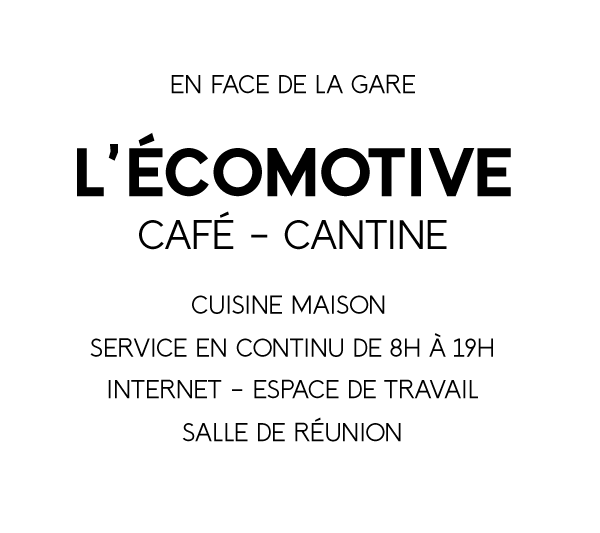 EN FACE DE LA GARE
L'ÉCOMOTIVE
CAFÉ - CANTINE
CUISINE MAISON
SERVICE EN CONTINU DE 8H À 19H
INTERNET - ESPACE DE TRAVAIL
SALLE DE RÉUNION